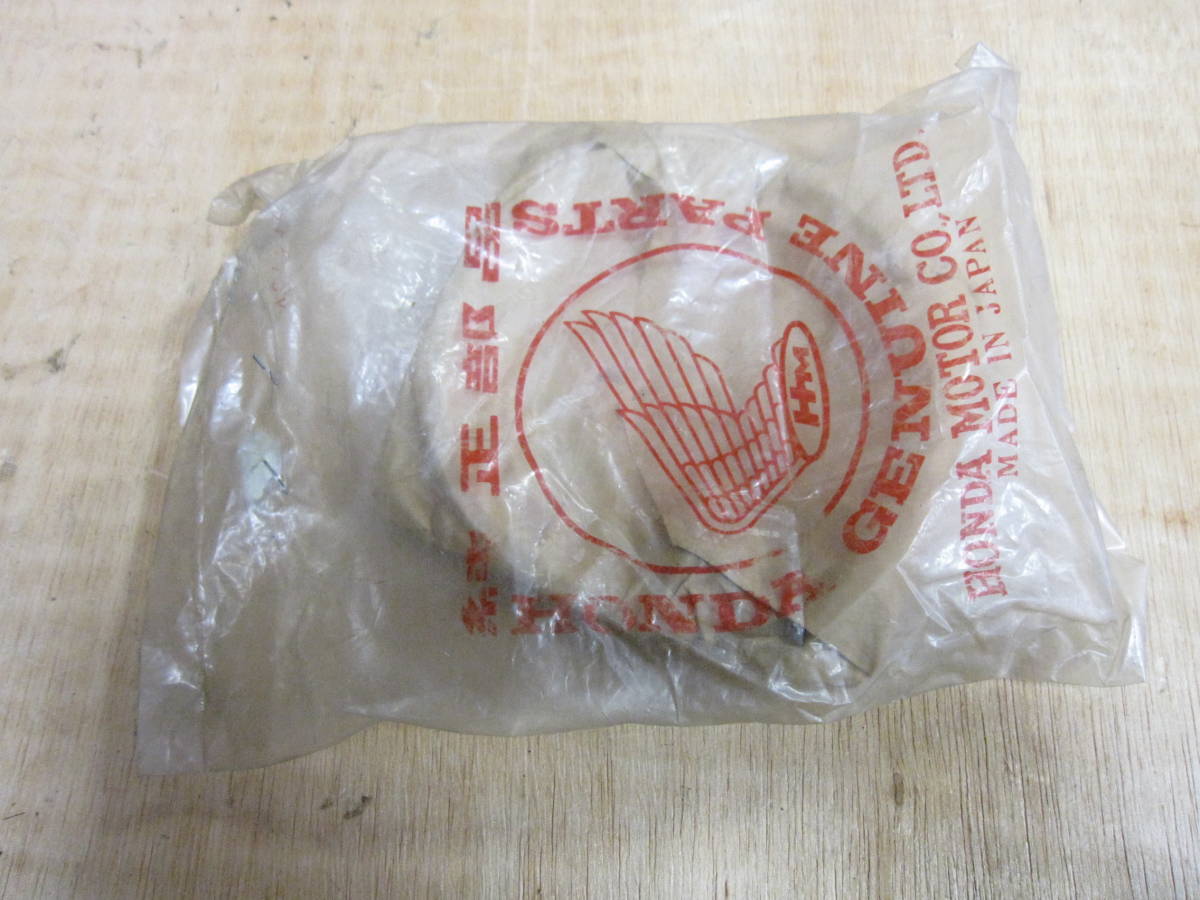 HONDA GENUINE PARTS
HM
純正部品
HONDA MOTOR CO., LTD.
MADE IN JAPAN